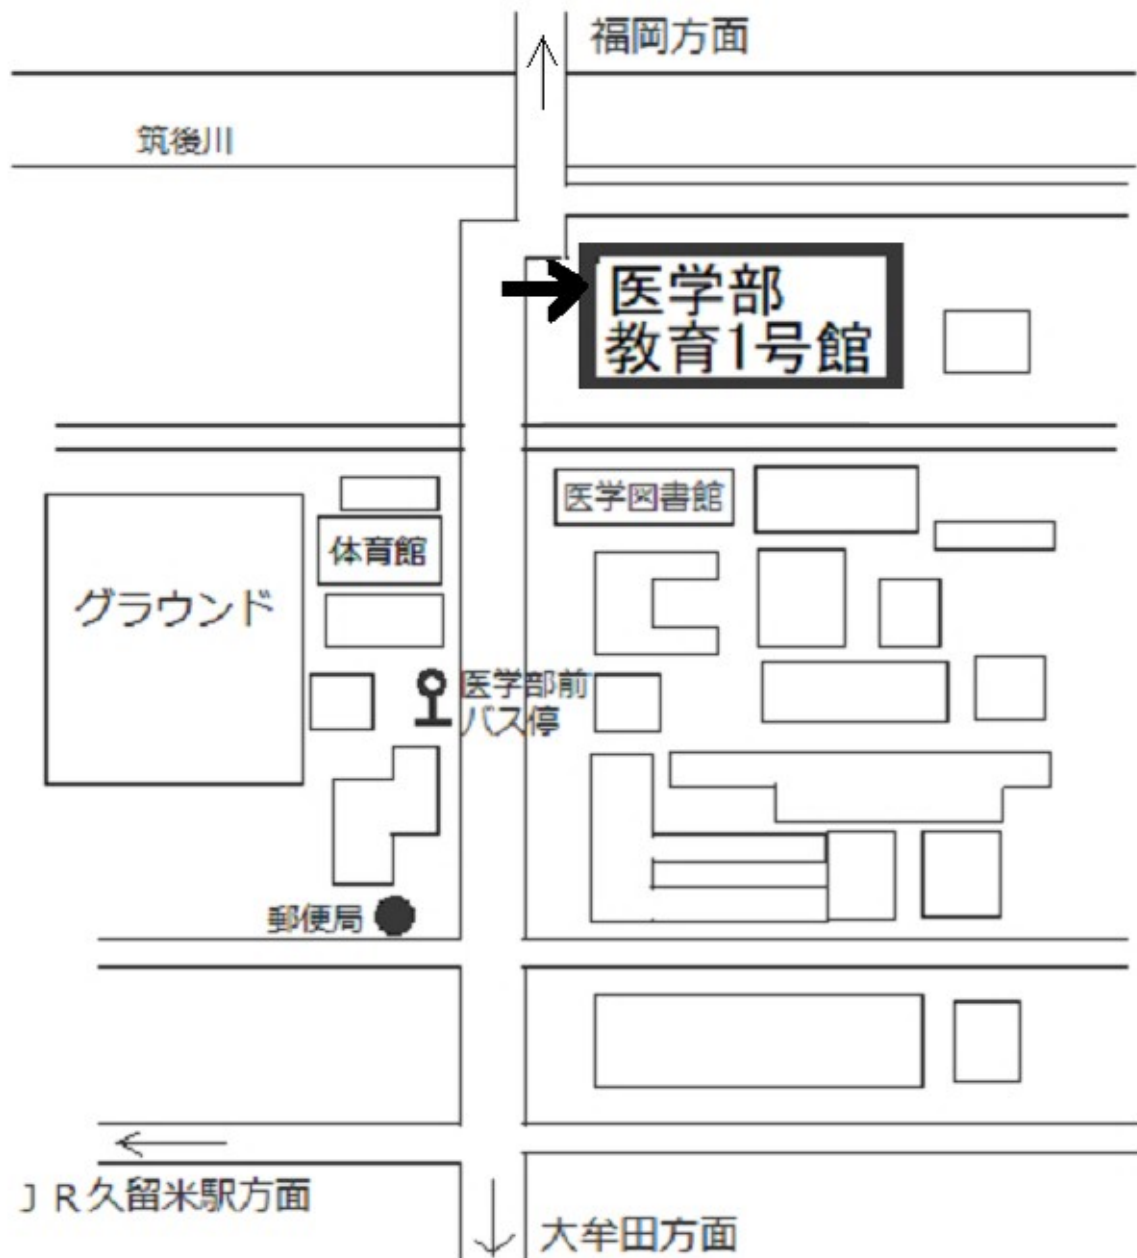 福岡方面
筑後川
医学部
教育1号館
医学図書館
体育館
グラウンド
医学部前
バス停
郵便局
ＪＲ久留米駅方面
大牟田方面